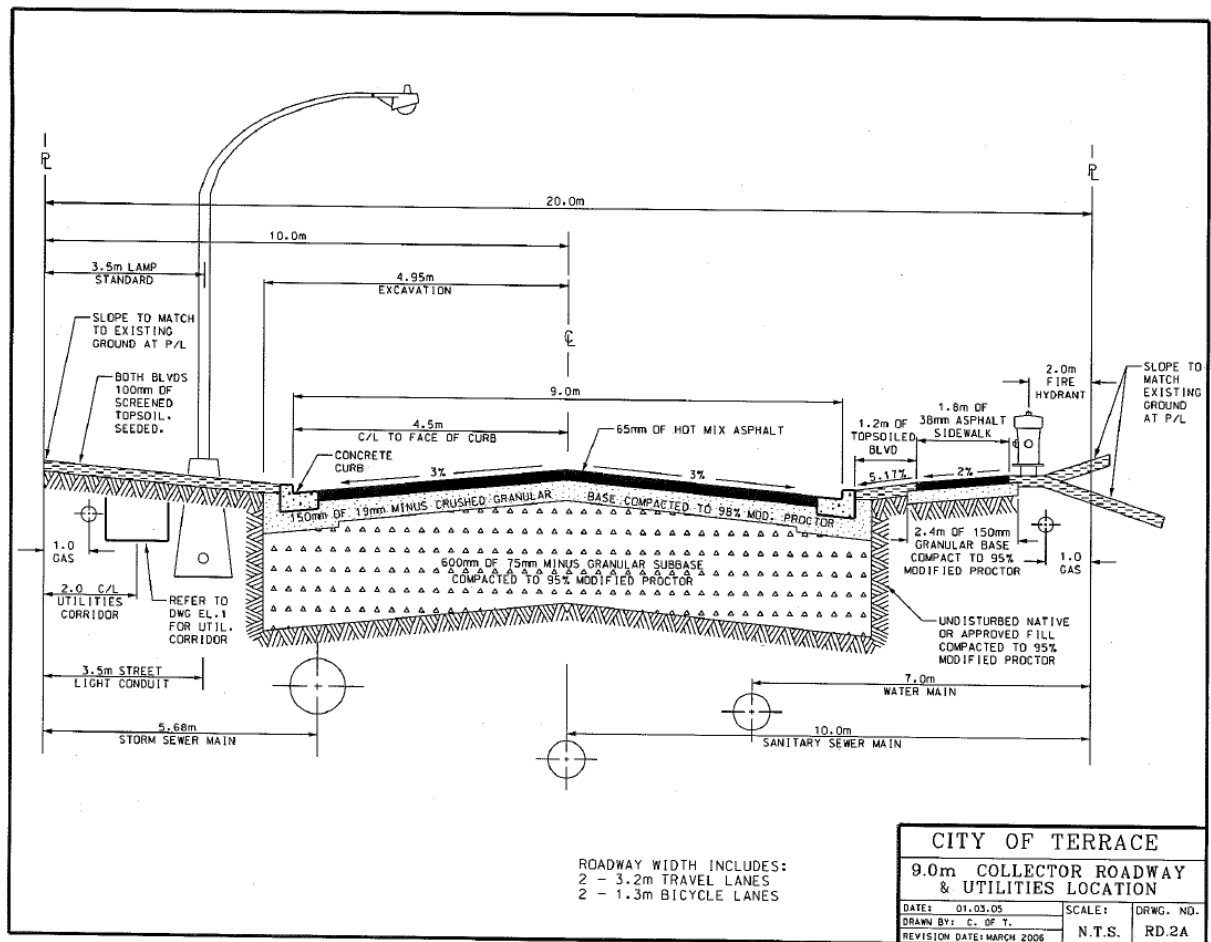 P/L
P/L
20.0m
10.0m
3.5m LAMP
STANDARD
4.95m
EXCAVATION
SLOPE TO MATCH
TO EXISTING
GROUND AT P/L
C/L
2.0m
FIRE
HYDRANT
SLOPE TO
MATCH
EXISTING
GROUND
AT P/L
BOTH BLVDS
100mm OF
SCREENED
TOPSOIL.
SEEDED.
9.0m
1.8m OF
38mm ASPHALT
SIDEWALK
1.2m OF
TOPSOILED
BLVD
4.5m
C/L TO FACE OF CURB
65mm OF HOT MIX ASPHALT
CONCRETE
CURB
3%
3%
5.17%
2%
150mm OF 19mm MINUS CRUSHED GRANULAR BASE COMPACTED TO 98% MOD. PROCTOR
2.4m OF 150mm
GRANULAR BASE
COMPACT TO 95%
MODIFIED PROCTOR
1.0
GAS
1.0
GAS
600mm OF 75mm MINUS GRANULAR SUBBASE
COMPACTED TO 95% MODIFIED PROCTOR
2.0 C/L
UTILITIES
CORRIDOR
REFER TO
DWG EL.1
FOR UTIL.
CORRIDOR
UNDISTURBED NATIVE
OR APPROVED FILL
COMPACTED TO 95%
MODIFIED PROCTOR
3.5m STREET
LIGHT CONDUIT
7.0m
WATER MAIN
5.68m
STORM SEWER MAIN
10.0m
SANITARY SEWER MAIN
ROADWAY WIDTH INCLUDES:
2 - 3.2m TRAVEL LANES
2 - 1.3m BICYCLE LANES
CITY OF TERRACE
9.0m COLLECTOR ROADWAY
& UTILITIES LOCATION
DATE: 01.03.05
DRAWN BY: C. OF T.
REVISION DATE: MARCH 2006
SCALE:
N.T.S.
DRWG. NO.
RD.2A